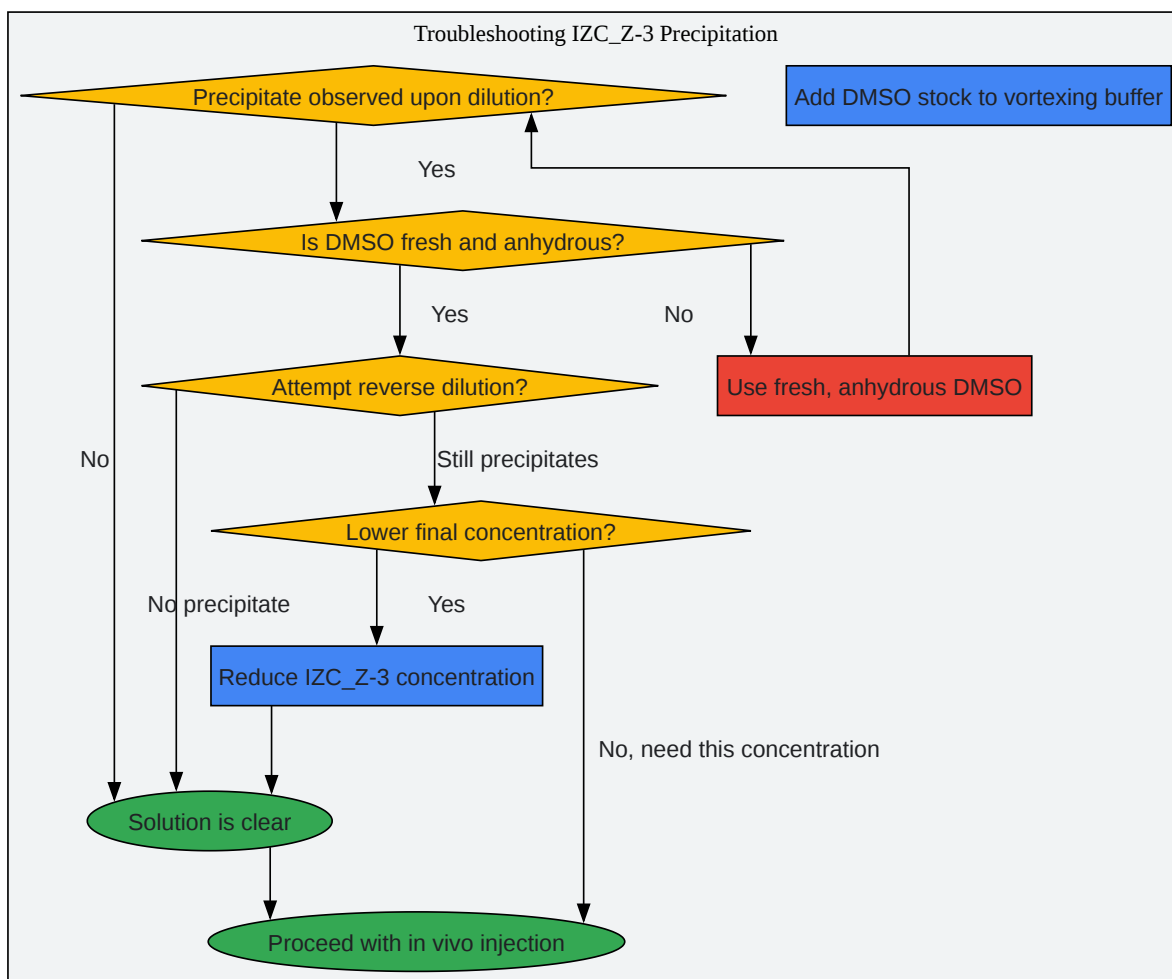 Troubleshooting IZC_Z-3 Precipitation
Precipitate observed upon dilution?
Add DMSO stock to vortexing buffer
Yes
Is DMSO fresh and anhydrous?
Yes
No
Attempt reverse dilution?
Use fresh, anhydrous DMSO
No
Still precipitates
Lower final concentration?
No precipitate
Yes
Reduce IZC_Z-3 concentration
No, need this concentration
Solution is clear
Proceed with in vivo injection